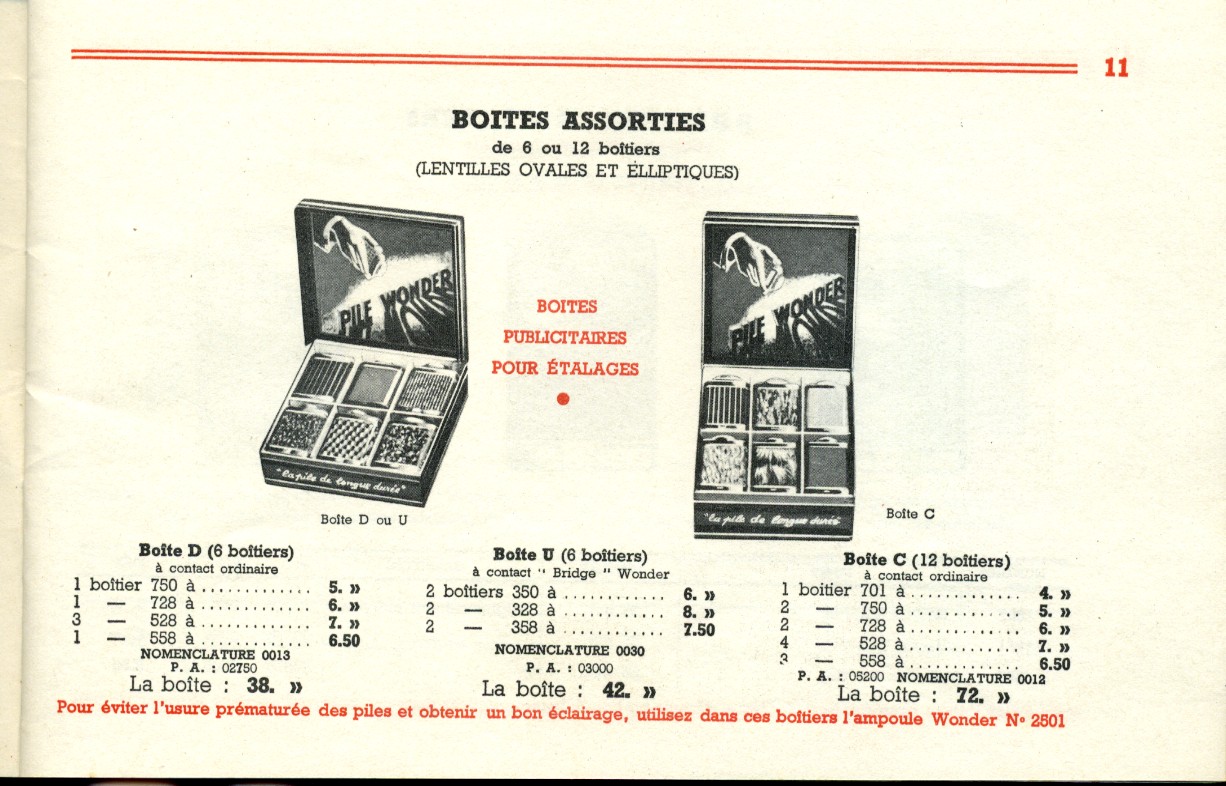 11
BOITES ASSORTIES
de 6 ou 12 boîtiers
(LENTILLES OVALES ET ELLIPTIQUES)
PILE WONDER
"la pile de longue durée"
Boîte D ou U
BOITES
PUBLICITAIRES
POUR ÉTALAGES
PILE WONDER
"la pile de longue durée"
Boîte C
Boîte D (6 boîtiers)
à contact ordinaire
1 boîtier 750 à ............. 5. »
1 — 728 à ............. 6. »
3 — 528 à ............. 7. »
1 — 558 à ............. 6.50
NOMENCLATURE 0013
P. A. : 02750
La boîte : 38. »
Boîte U (6 boîtiers)
à contact " Bridge " Wonder
2 boîtiers 350 à ............ 6. »
2 — 328 à ............ 8. »
2 — 358 à ............ 7.50
NOMENCLATURE 0030
P. A. : 03000
La boîte : 42. »
Boîte C (12 boîtiers)
à contact ordinaire
1 boitier 701 à ............. 4. »
2 — 750 à ............. 5. »
2 — 728 à ............. 6. »
4 — 528 à ............. 7. »
3 — 558 à ............. 6.50
P. A. : 05200 NOMENCLATURE 0012
La boîte : 72. »
Pour éviter l'usure prématurée des piles et obtenir un bon éclairage, utilisez dans ces boîtiers l'ampoule Wonder N° 2501